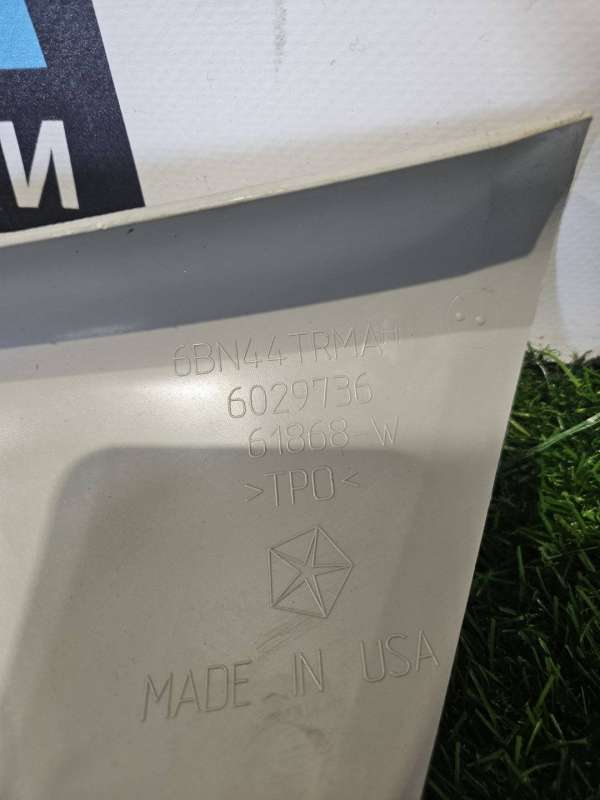 И
6BN44TRMAH
6029736
61868-W
>TPO<
MADE IN USA